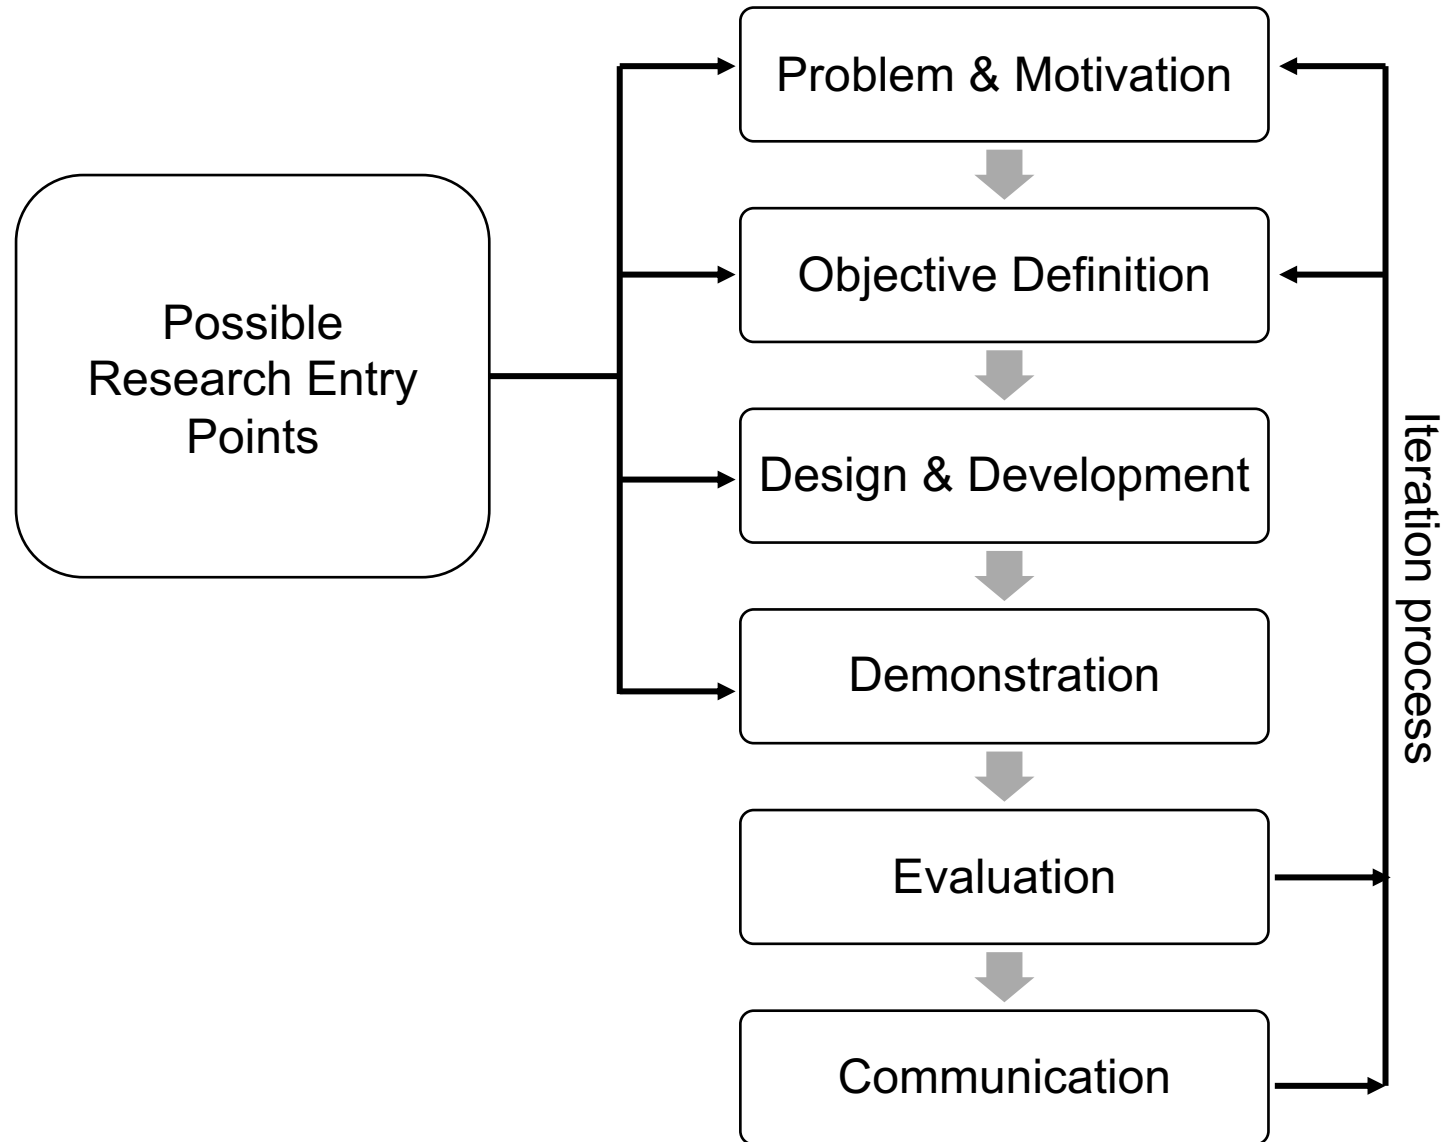 Problem & Motivation
Objective Definition
Possible
Research Entry
Points
Design & Development
Demonstration
Evaluation
Communication
Iteration process